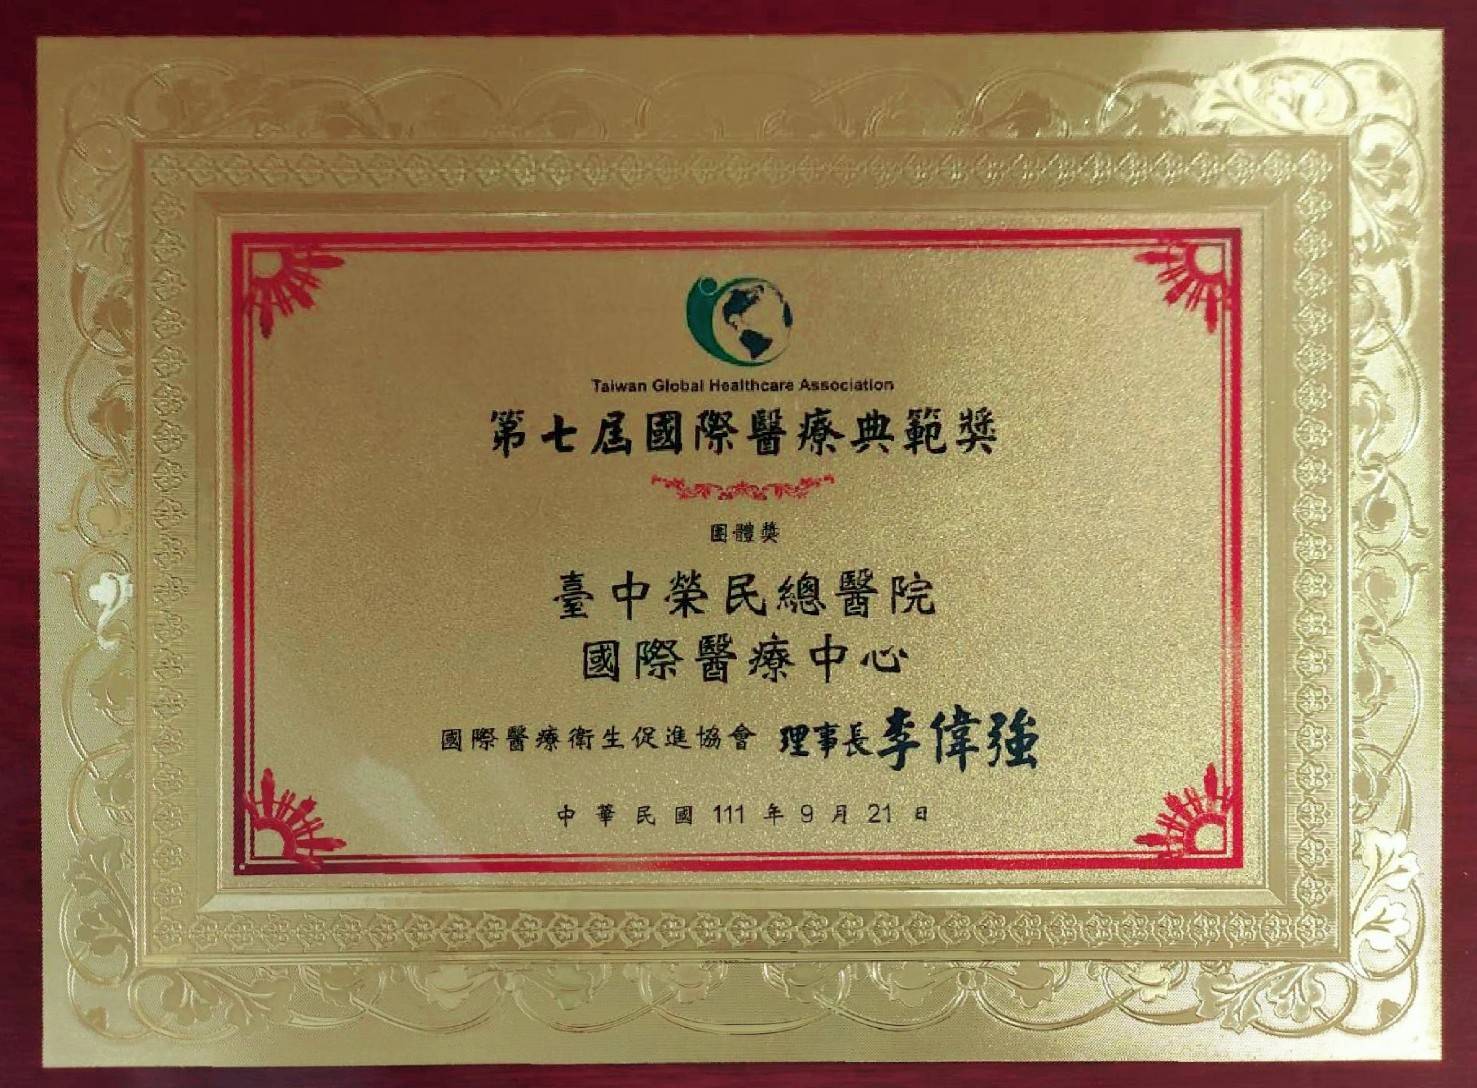 Taiwan Global Healthcare Association
第七屆國際醫療典範獎
團體獎
臺中榮民總醫院
國際醫療中心
國際醫療衛生促進協會 理事長李偉強
中華民國 111 年 9 月 21 日